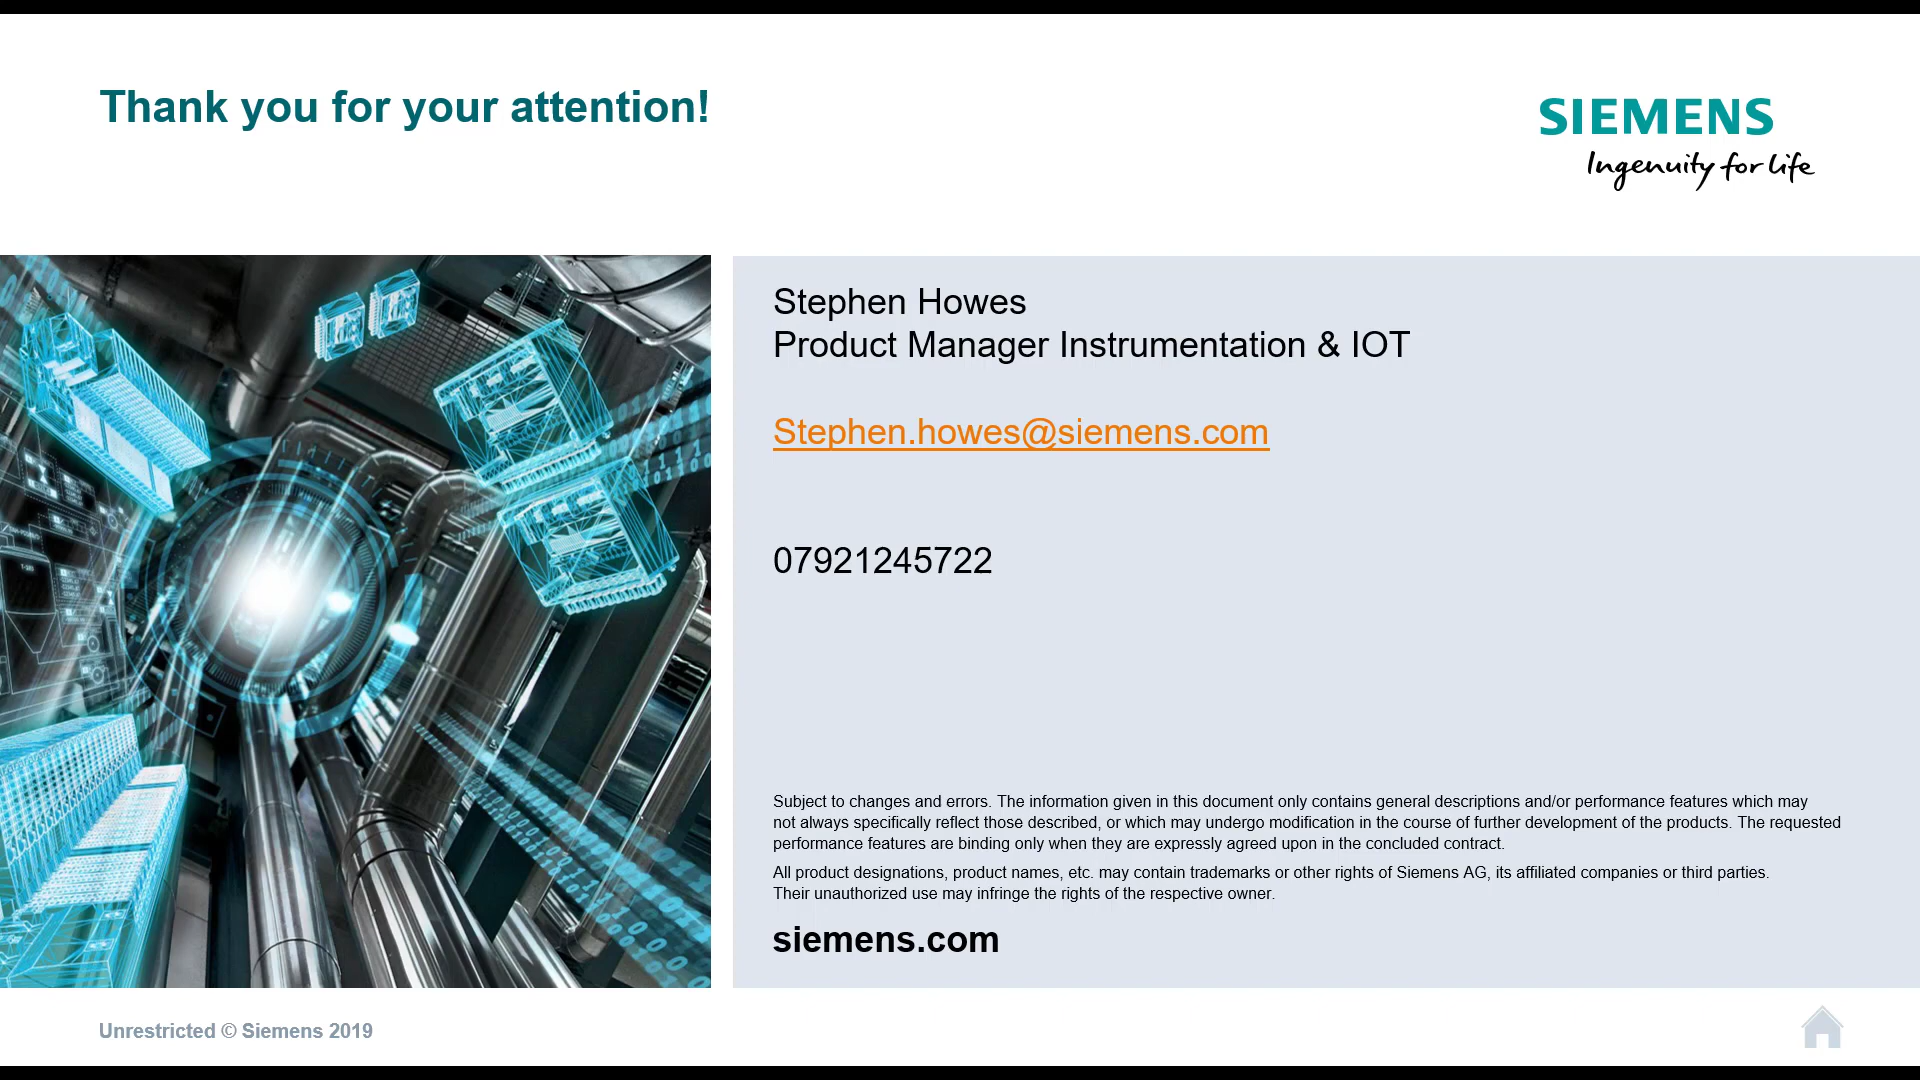 Thank you for your attention!
SIEMENS
Ingenuity for life
Stephen Howes
Product Manager Instrumentation & IOT
Stephen.howes@siemens.com
07921245722
Subject to changes and errors. The information given in this document only contains general descriptions and/or performance features which may
not always specifically reflect those described, or which may undergo modification in the course of further development of the products. The requested
performance features are binding only when they are expressly agreed upon in the concluded contract.
All product designations, product names, etc. may contain trademarks or other rights of Siemens AG, its affiliated companies or third parties.
Their unauthorized use may infringe the rights of the respective owner.
siemens.com
Unrestricted © Siemens 2019